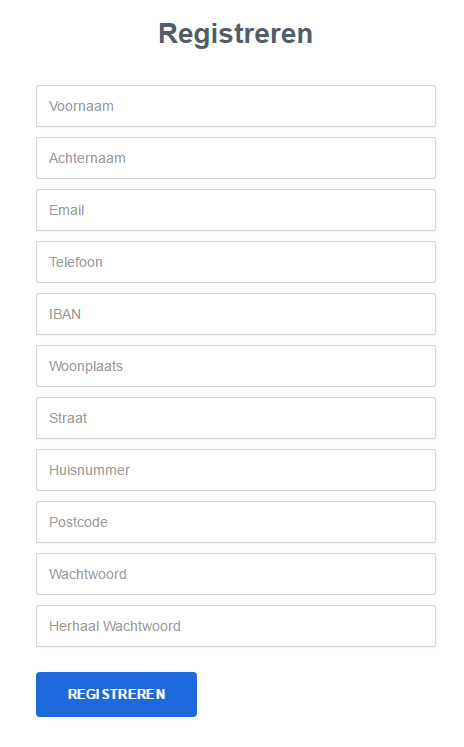 Registreren
Voornaam
Achternaam
Email
Telefoon
IBAN
Woonplaats
Straat
Huisnummer
Postcode
Wachtwoord
Herhaal Wachtwoord
REGISTREREN